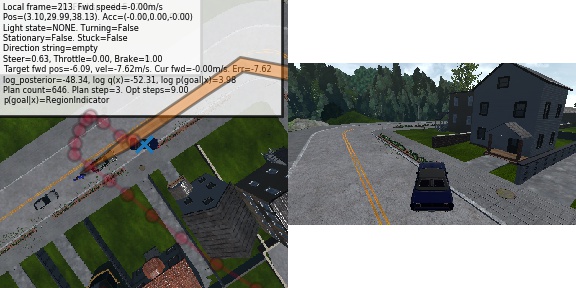 Local frame=213. Fwd speed=-0.00m/s
Pos=(3.10,29.99,38.13). Acc=(-0.00,0.00,-0.00)
Light state=NONE. Turning=False
Stationary=False. Stuck=False
Direction string=empty
Steer=0.63, Throttle=0.00, Brake=1.00
Target fwd pos=-6.09, vel=-7.62m/s. Cur fwd=-0.00m/s. Err=-7.62
log_posterior=-48.34, log q(x)=-52.31, log p(goal|x)=3.98
Plan count=646. Plan step=3. Opt steps=9.00
p(goal|x)=RegionIndicator